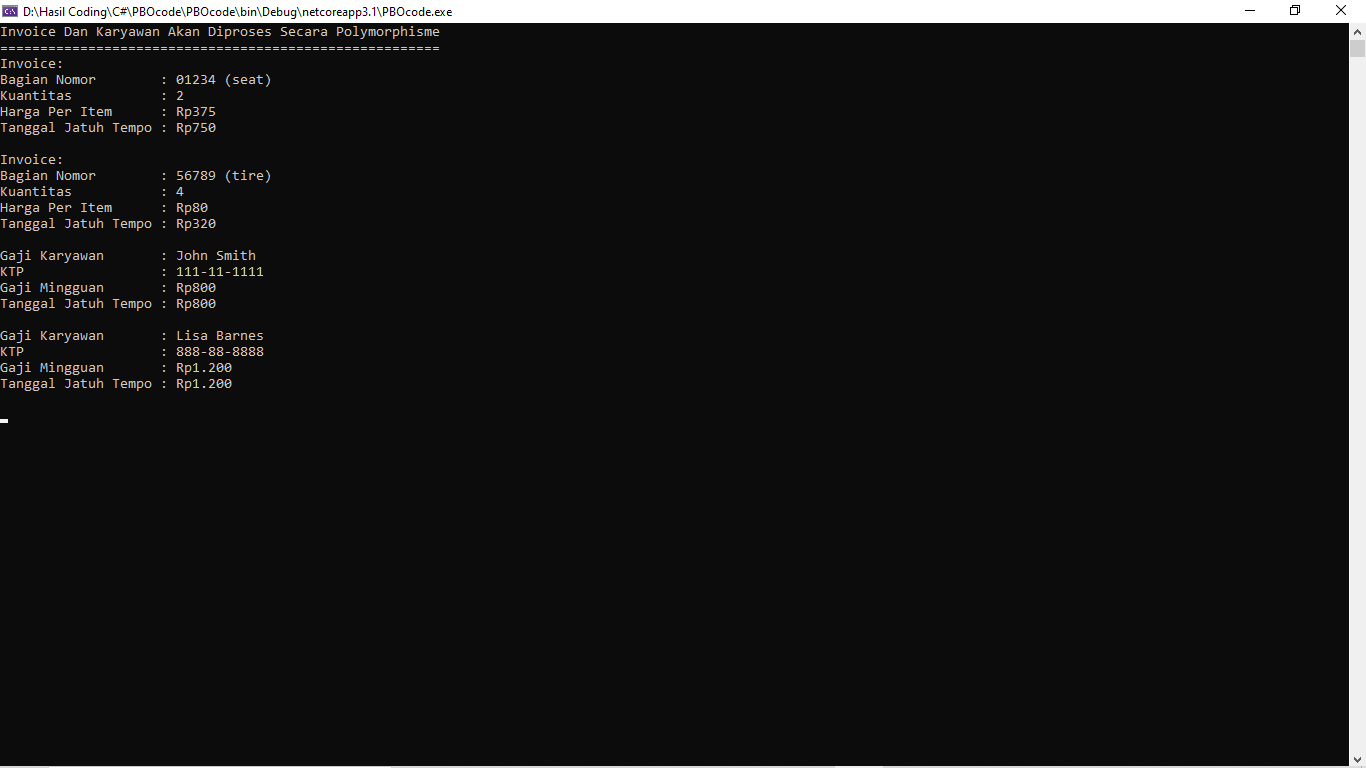 D:\Hasil Coding\C#\PBOcode\PBOcode\bin\Debug\netcoreapp3.1\PBOcode.exe
Invoice Dan Karyawan Akan Diproses Secara Polymorphisme
=======================================================
Invoice:
Bagian Nomor        : 01234 (seat)
Kuantitas           : 2
Harga Per Item      : Rp375
Tanggal Jatuh Tempo : Rp750

Invoice:
Bagian Nomor        : 56789 (tire)
Kuantitas           : 4
Harga Per Item      : Rp80
Tanggal Jatuh Tempo : Rp320

Gaji Karyawan       : John Smith
KTP                 : 111-11-1111
Gaji Mingguan       : Rp800
Tanggal Jatuh Tempo : Rp800

Gaji Karyawan       : Lisa Barnes
KTP                 : 888-88-8888
Gaji Mingguan       : Rp1.200
Tanggal Jatuh Tempo : Rp1.200